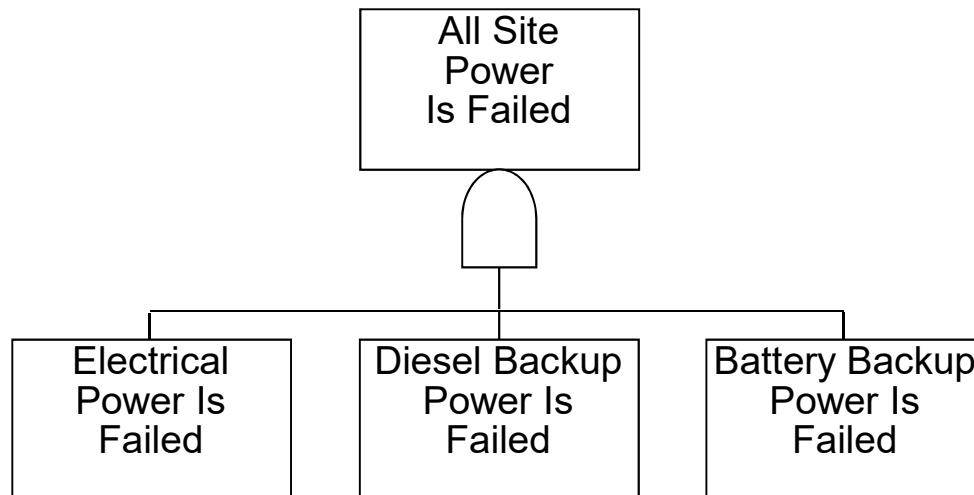 All Site
Power
Is Failed
Electrical
Power Is
Failed
Diesel Backup
Power Is
Failed
Battery Backup
Power Is
Failed